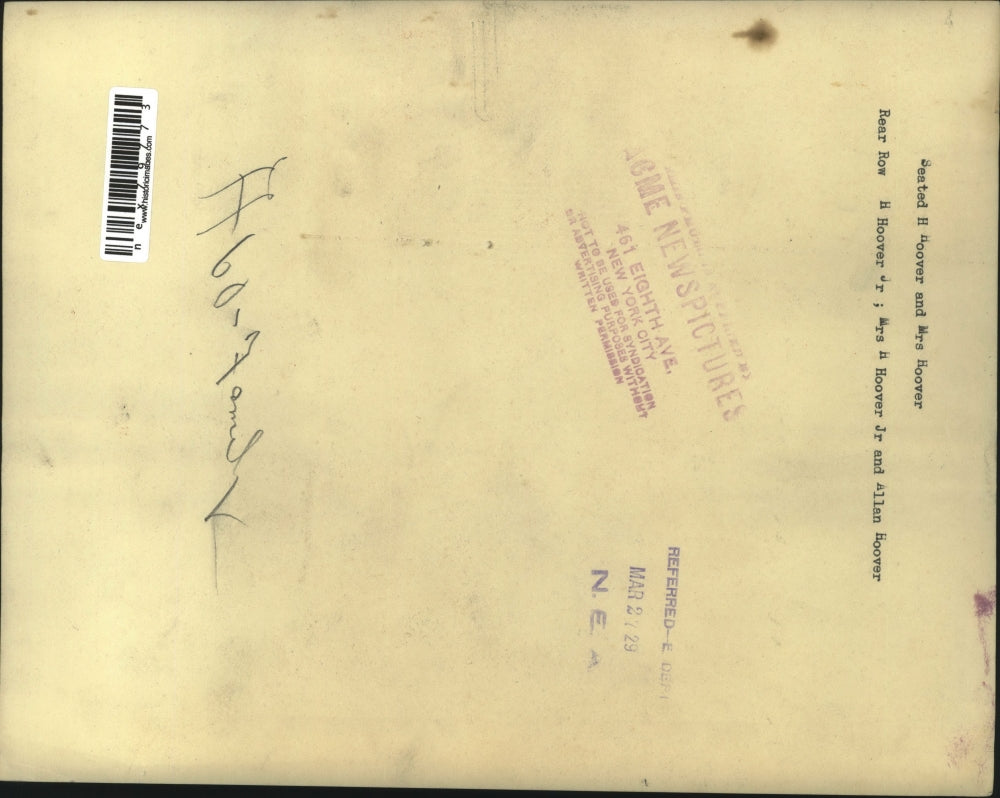 Seated H Hoover and Mrs Hoover
Rear Row H Hoover Jr ; Mrs H Hoover Jr and Allan Hoover
ACME NEWSPICTURES
461 EIGHTH AVE,
NEW YORK CITY
NOT TO BE USED FOR SYNDICATION
OR ADVERTISING PURPOSES WITHOUT
WRITTEN PERMISSION
REFERRED—E DEPT
MAR 27 29
N. E. A.
www.historicimages.com